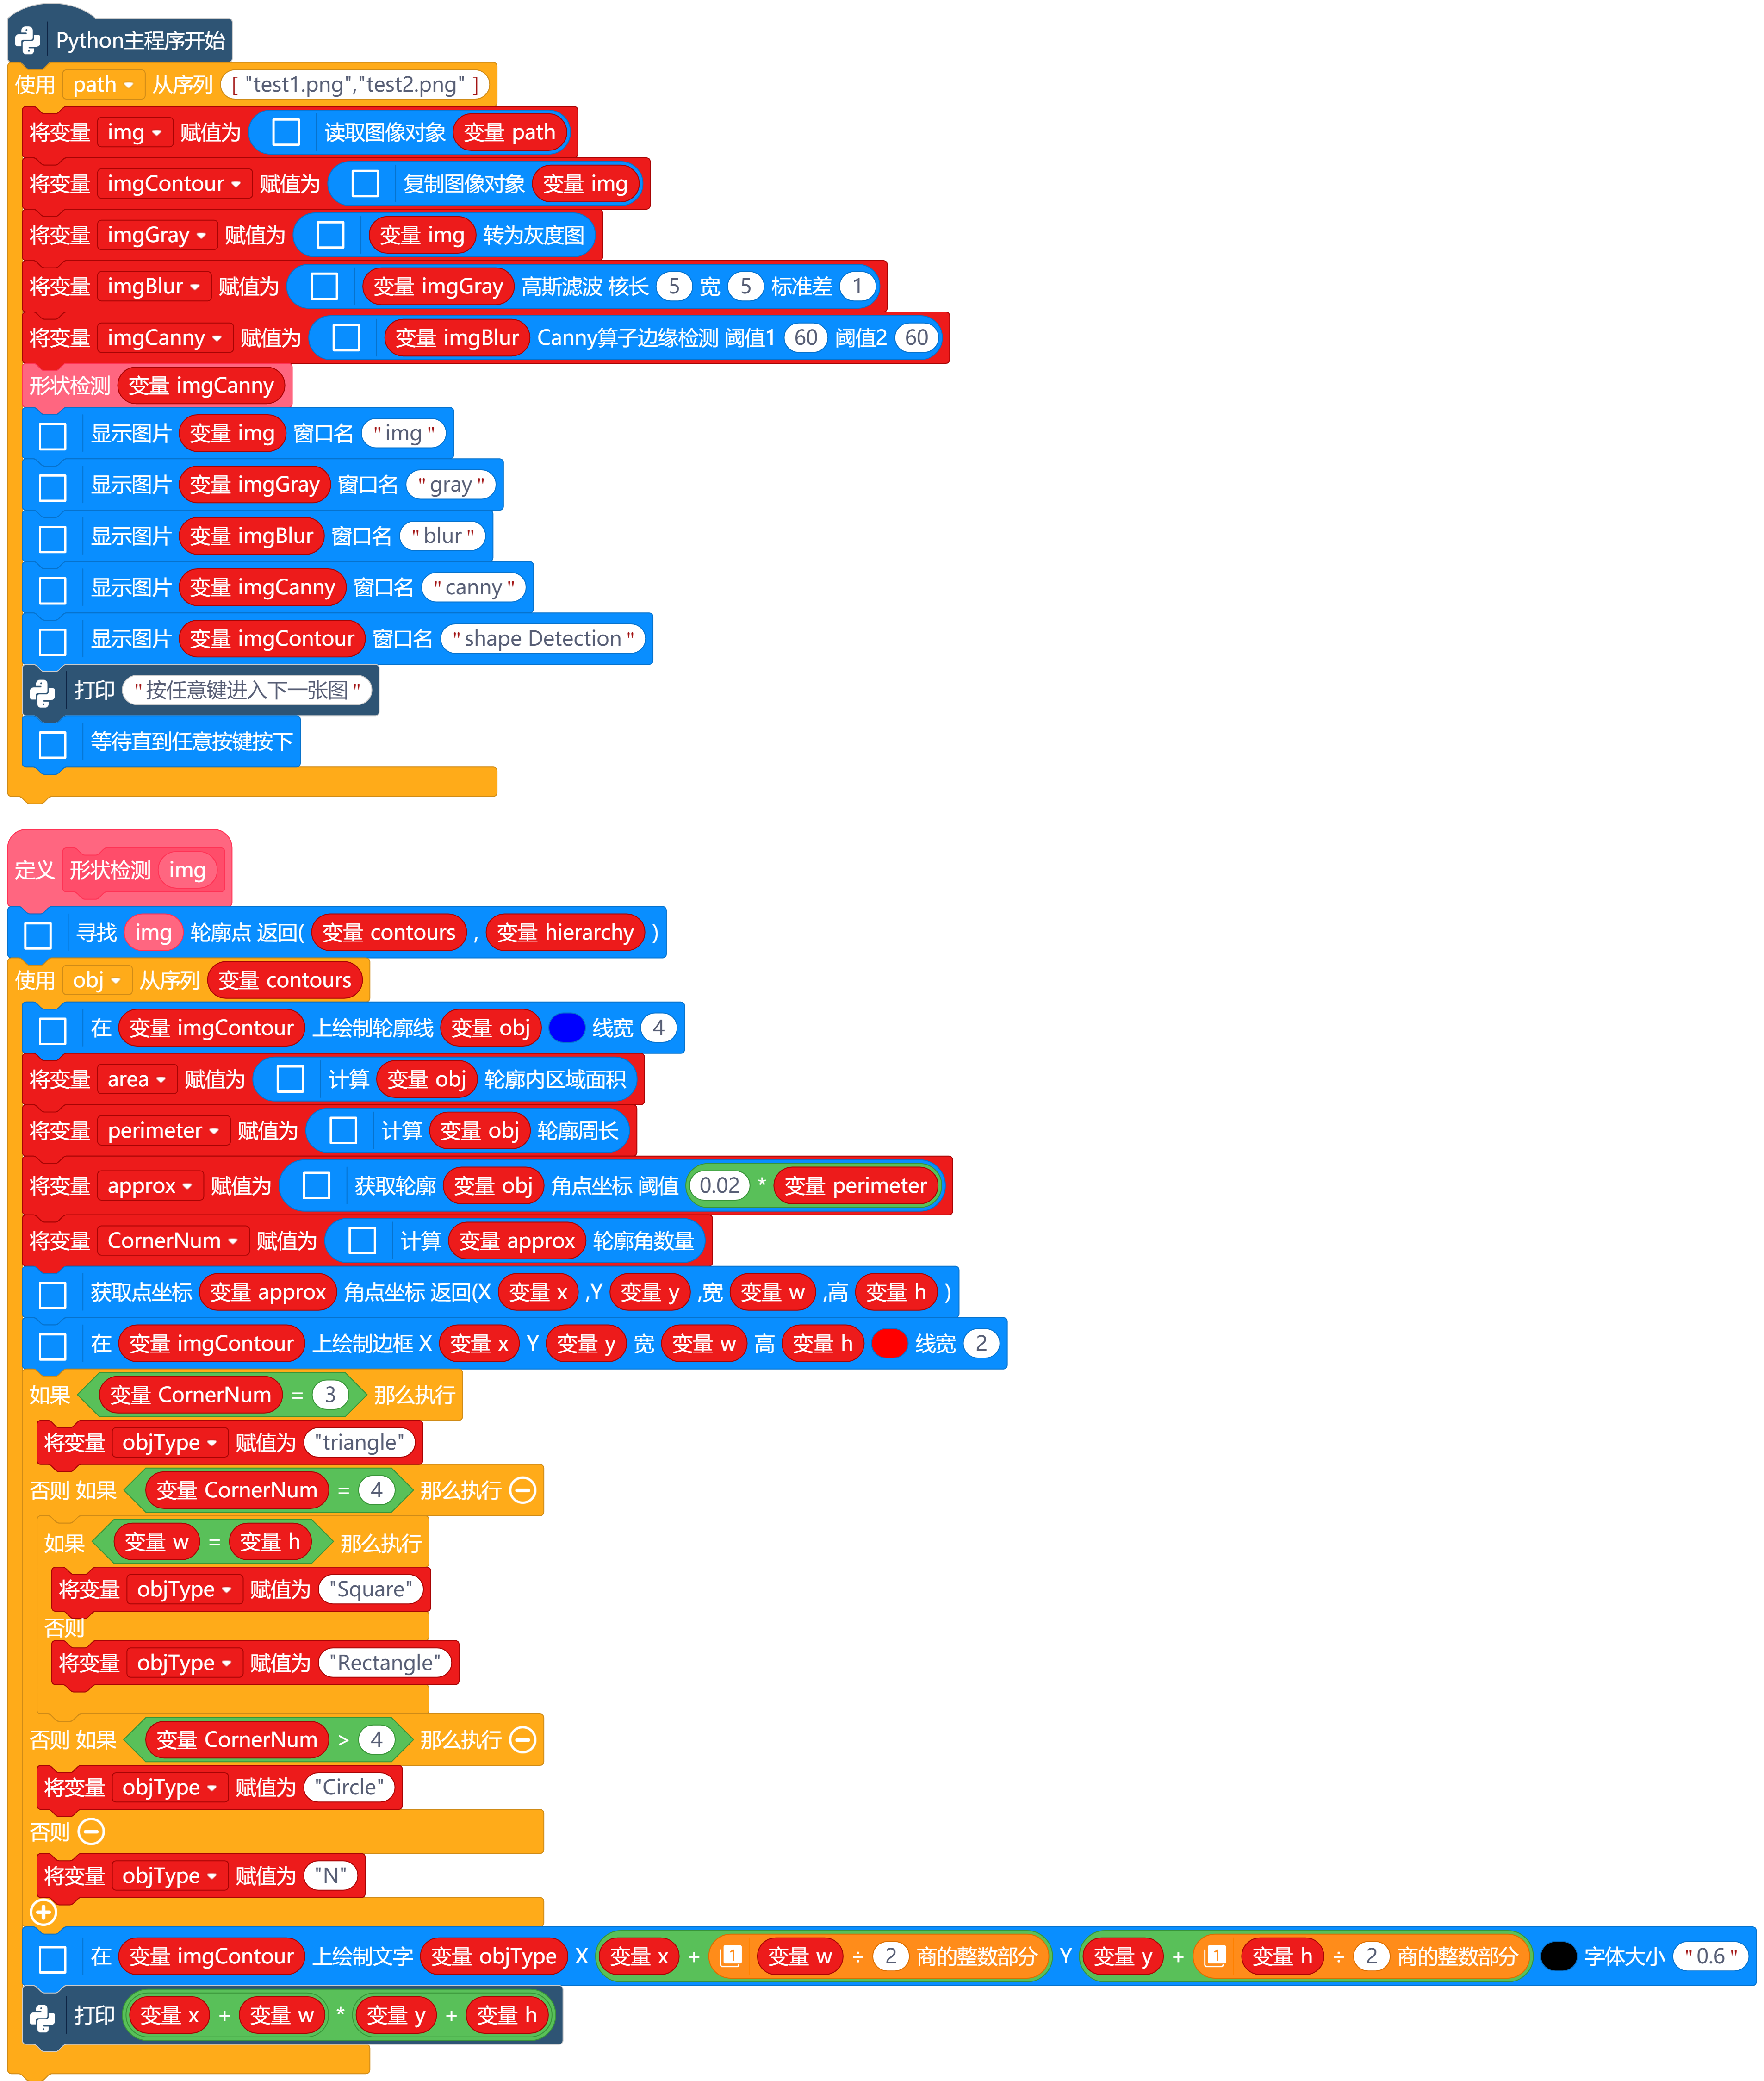 Python主程序开始
使用 path 从序列 [ "test1.png","test2.png" ]
将变量 img 赋值为 读取图像对象 变量 path
将变量 imgContour 赋值为 复制图像对象 变量 img
将变量 imgGray 赋值为 变量 img 转为灰度图
将变量 imgBlur 赋值为 变量 imgGray 高斯滤波 核长 5 宽 5 标准差 1
将变量 imgCanny 赋值为 变量 imgBlur Canny算子边缘检测 阈值1 60 阈值2 60
形状检测 变量 imgCanny
显示图片 变量 img 窗口名 "img"
显示图片 变量 imgGray 窗口名 "gray"
显示图片 变量 imgBlur 窗口名 "blur"
显示图片 变量 imgCanny 窗口名 "canny"
显示图片 变量 imgContour 窗口名 "shape Detection"
打印 "按任意键进入下一张图"
等待直到任意按键按下
定义 形状检测 img
寻找 img 轮廓点 返回( 变量 contours , 变量 hierarchy )
使用 obj 从序列 变量 contours
在 变量 imgContour 上绘制轮廓线 变量 obj 线宽 4
将变量 area 赋值为 计算 变量 obj 轮廓内区域面积
将变量 perimeter 赋值为 计算 变量 obj 轮廓周长
将变量 approx 赋值为 获取轮廓 变量 obj 角点坐标 阈值 0.02 * 变量 perimeter
将变量 CornerNum 赋值为 计算 变量 approx 轮廓角数量
获取点坐标 变量 approx 角点坐标 返回(X 变量 x ,Y 变量 y ,宽 变量 w ,高 变量 h )
在 变量 imgContour 上绘制边框 X 变量 x Y 变量 y 宽 变量 w 高 变量 h 线宽 2
如果 变量 CornerNum = 3 那么执行
将变量 objType 赋值为 "triangle"
否则 如果 变量 CornerNum = 4 那么执行
如果 变量 w = 变量 h 那么执行
将变量 objType 赋值为 "Square"
否则
将变量 objType 赋值为 "Rectangle"
否则 如果 变量 CornerNum > 4 那么执行
将变量 objType 赋值为 "Circle"
否则
将变量 objType 赋值为 "N"
在 变量 imgContour 上绘制文字 变量 objType X 变量 x + 1 变量 w ÷ 2 商的整数部分 Y 变量 y + 1 变量 h ÷ 2 商的整数部分 字体大小 "0.6"
打印 变量 x + 变量 w * 变量 y + 变量 h